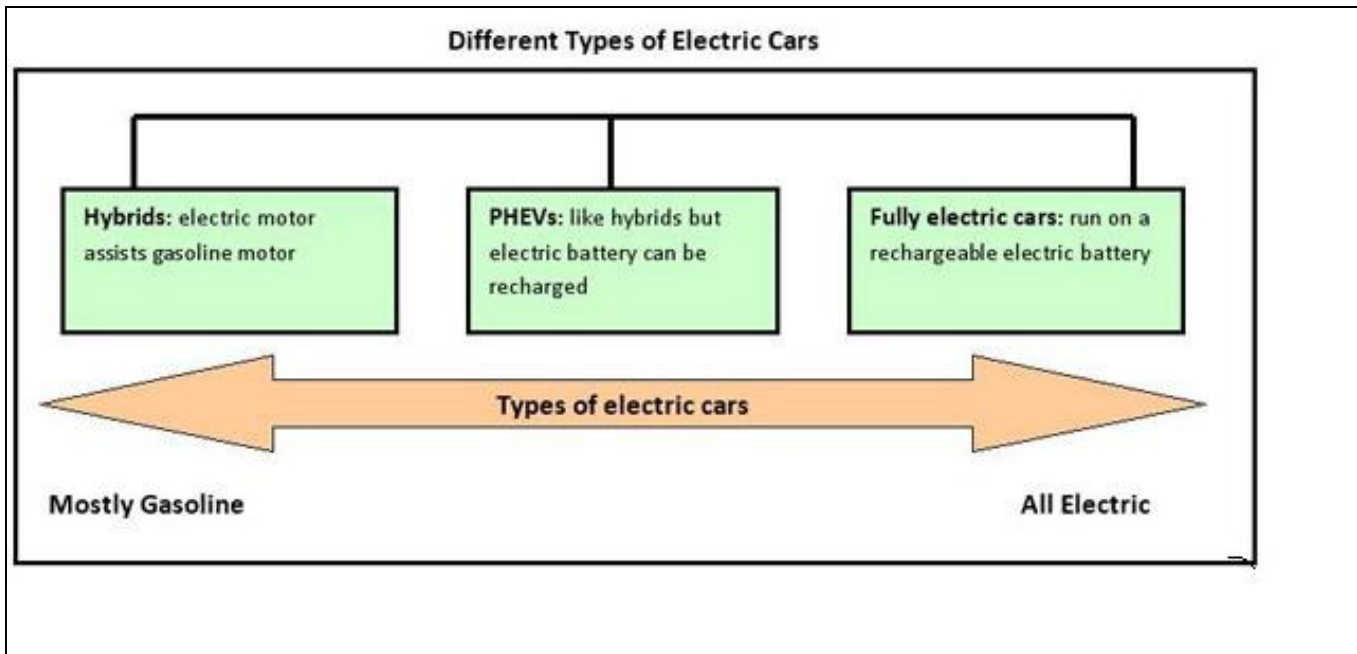 Different Types of Electric Cars
Hybrids: electric motor
assists gasoline motor
PHEVs: like hybrids but
electric battery can be
recharged
Fully electric cars: run on a
rechargeable electric battery
Types of electric cars
Mostly Gasoline
All Electric